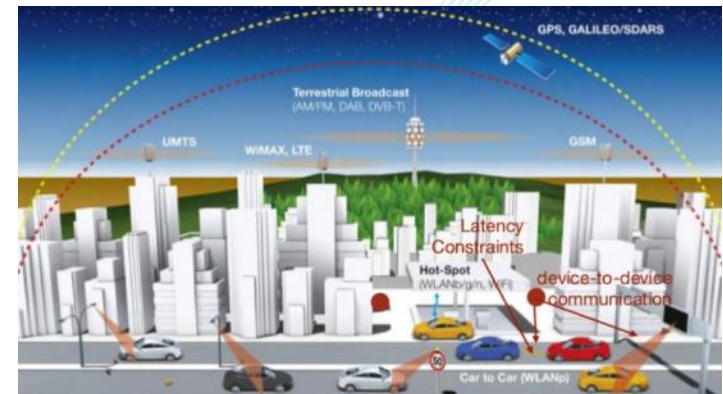 GPS, GALILEO/SDARS
Terrestrial Broadcast
(AM/FM, DAB, DVB-T)
UMTS
WiMAX, LTE
GSM
Latency
Constraints
Hot-Spot
(WLANb/g/n, WiFi)
device-to-device
communication
30
Car to Car (WLANp)